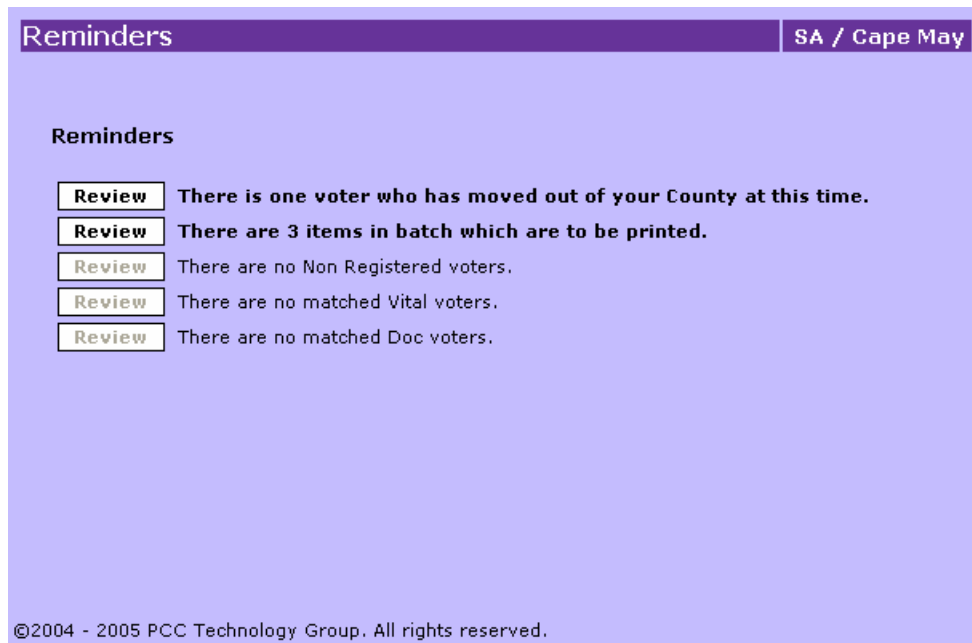 Reminders
SA / Cape May
Reminders
Review There is one voter who has moved out of your County at this time.
Review There are 3 items in batch which are to be printed.
Review There are no Non Registered voters.
Review There are no matched Vital voters.
Review There are no matched Doc voters.
©2004 - 2005 PCC Technology Group. All rights reserved.